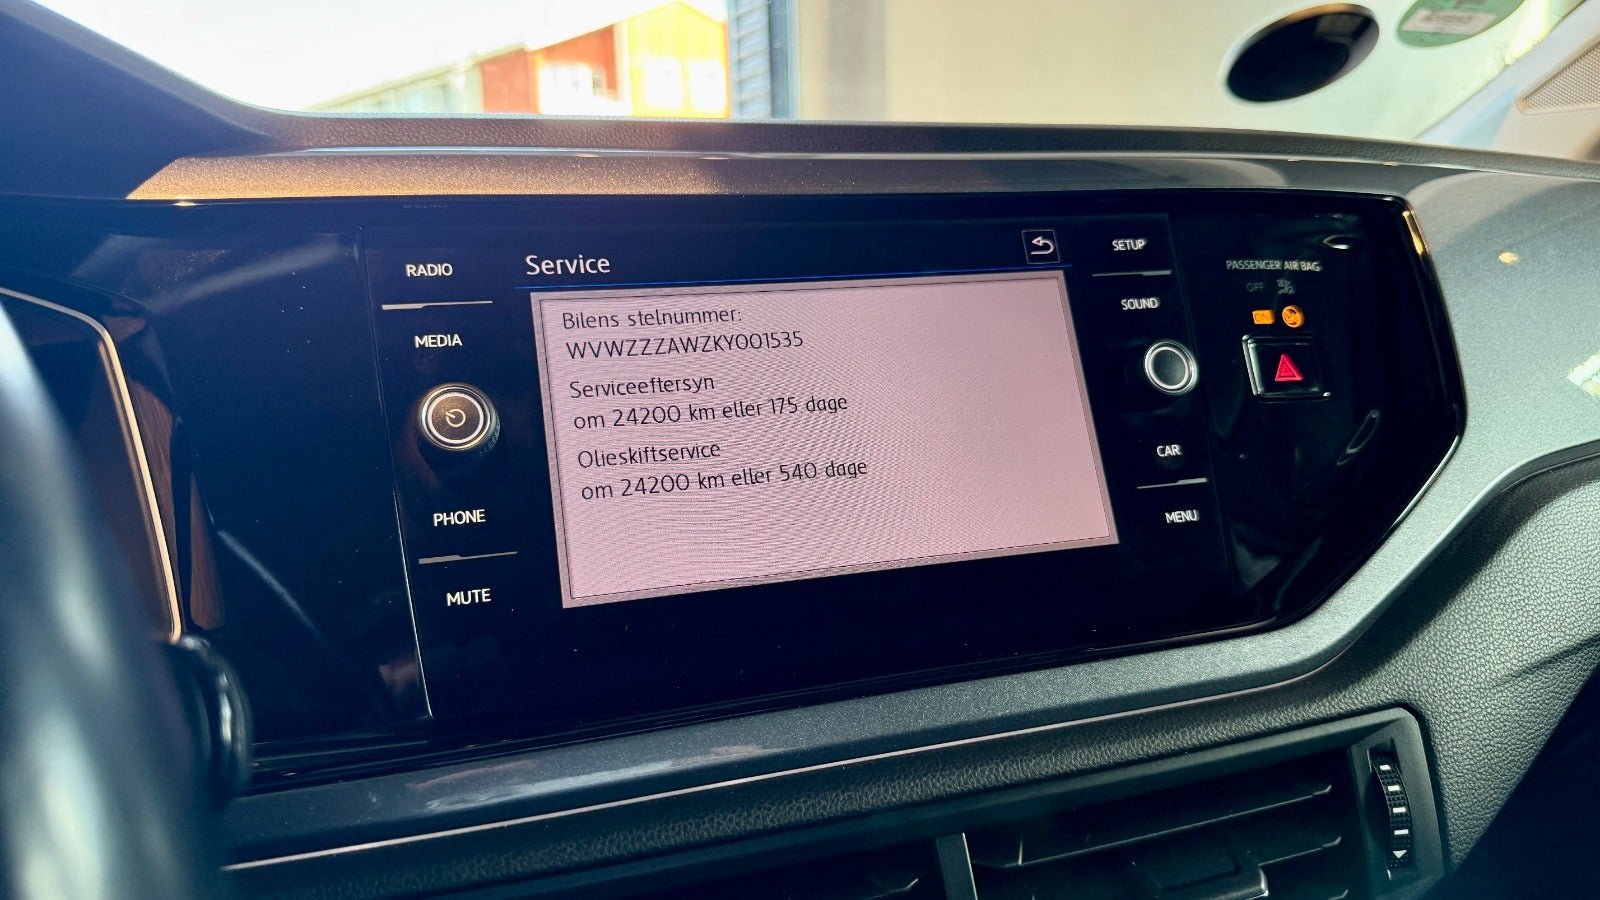 RADIO
MEDIA
PHONE
MUTE
Service
Bilens stelnummer:
WVWZZZAWZKY001535
Serviceeftersyn
om 24200 km eller 175 dage
Olieskiftservice
om 24200 km eller 540 dage
SETUP
SOUND
CAR
MENU
PASSENGER AIR BAG
OFF
ON